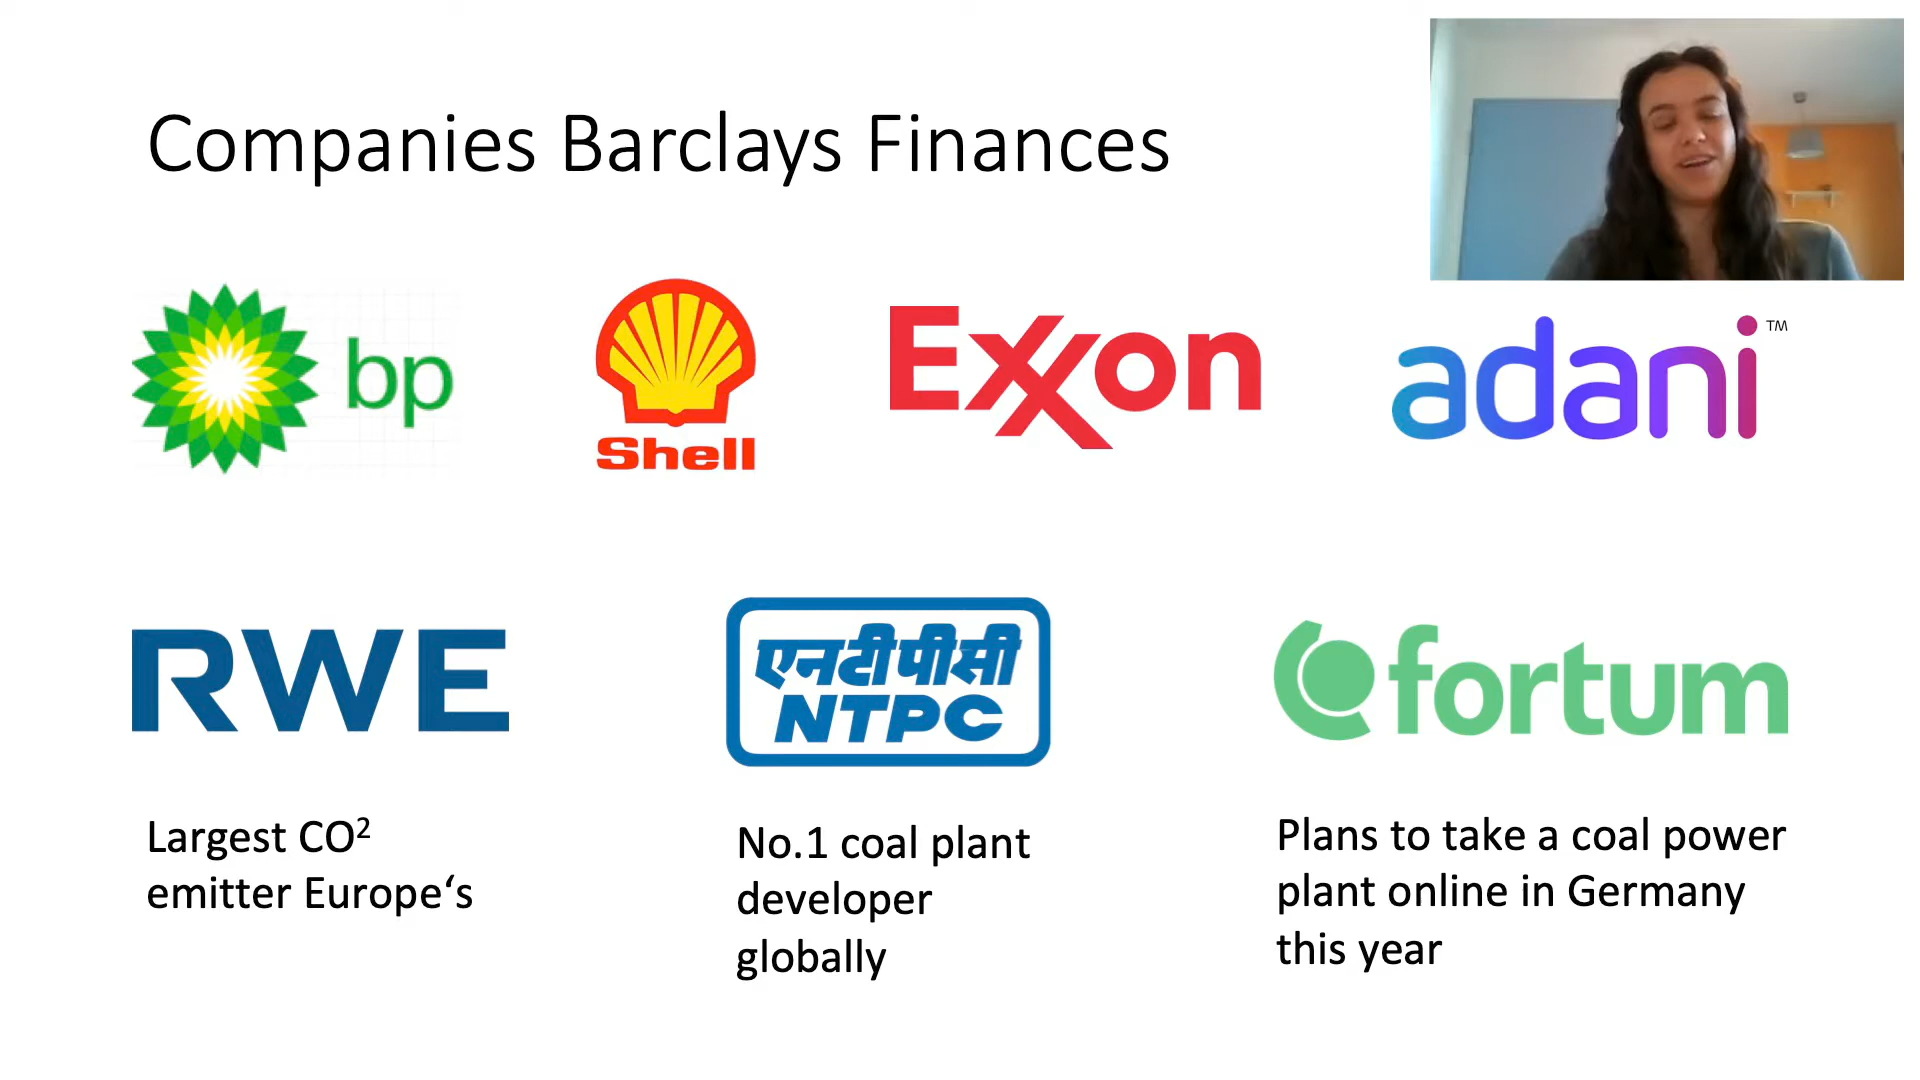 Companies Barclays Finances
bp
Shell
Exxon
adani™
RWE
एनटीपीसी
NTPC
fortum
Largest CO²
emitter Europe‘s
No.1 coal plant
developer
globally
Plans to take a coal power
plant online in Germany
this year